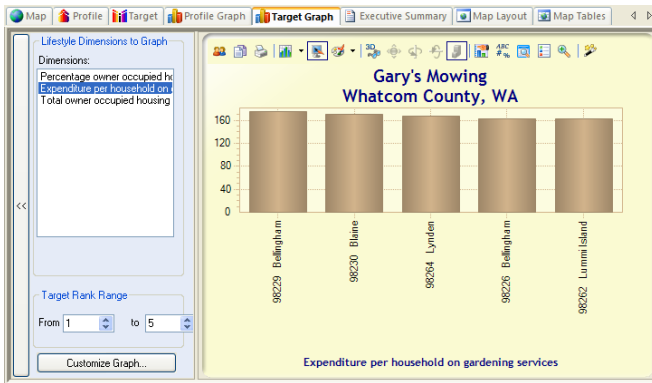 Map Profile Target Profile Graph Target Graph Executive Summary Map Layout Map Tables
Lifestyle Dimensions to Graph
Dimensions:
Percentage owner occupied ho
Expenditure per household on
Total owner occupied housing
<<
Target Rank Range
From 1 to 5
Customize Graph...
3D
ABC
#%
Gary's Mowing
Whatcom County, WA
160
120
80
40
0
98229 Bellingham
98230 Blaine
98264 Lynden
98226 Bellingham
98262 Lummi Island
Expenditure per household on gardening services